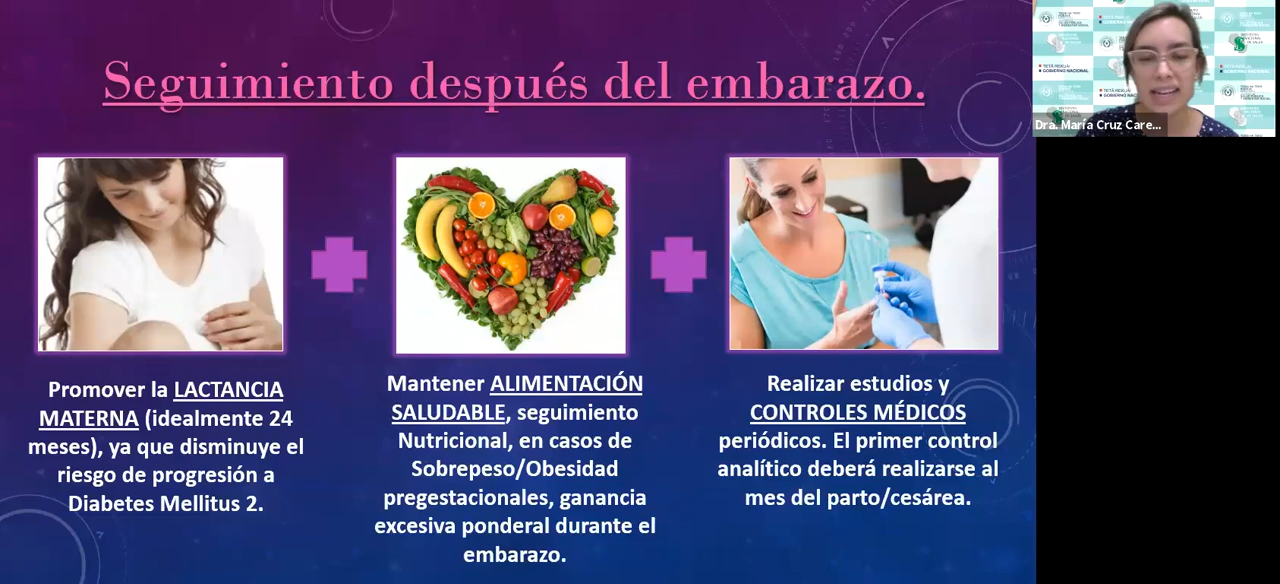 Seguimiento después del embarazo.
Promover la LACTANCIA
MATERNA (idealmente 24
meses), ya que disminuye el
riesgo de progresión a
Diabetes Mellitus 2.
Mantener ALIMENTACIÓN
SALUDABLE, seguimiento
Nutricional, en casos de
Sobrepeso/Obesidad
pregestacionales, ganancia
excesiva ponderal durante el
embarazo.
Realizar estudios y
CONTROLES MÉDICOS
periódicos. El primer control
analítico deberá realizarse al
mes del parto/cesárea.
Dra. María Cruz Care...
GOBIERNO NACIONAL